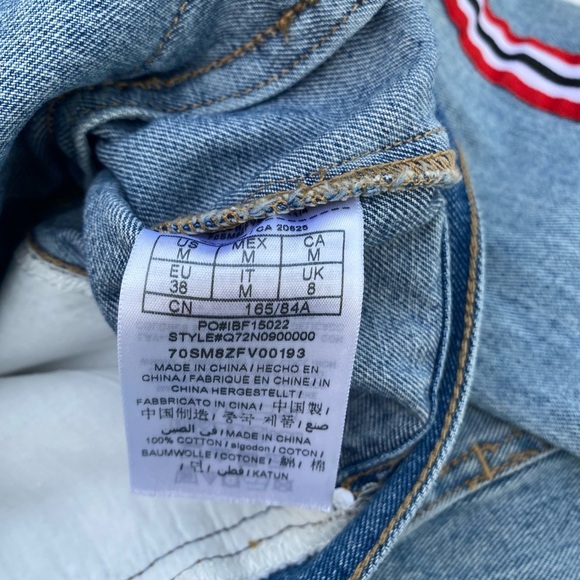 CA 20825
US MEX CA
M M M
EU IT UK
38 M 8
CN 165/84A
PO#IBF15022
STYLE#Q72N0900000
70SM8ZFV00193
MADE IN CHINA / HECHO EN
CHINA / FABRIQUE EN CHINE / IN
CHINA HERGESTELLT /
FABBRICATO IN CINA / 中国製 /
中国制造 / 중국 제품 / صنع
في الصين / MADE IN CHINA
100% COTTON / algodon / COTON /
BAUMWOLLE / COTONE / 綿 / 棉
/ 면 / قطن / KATUN